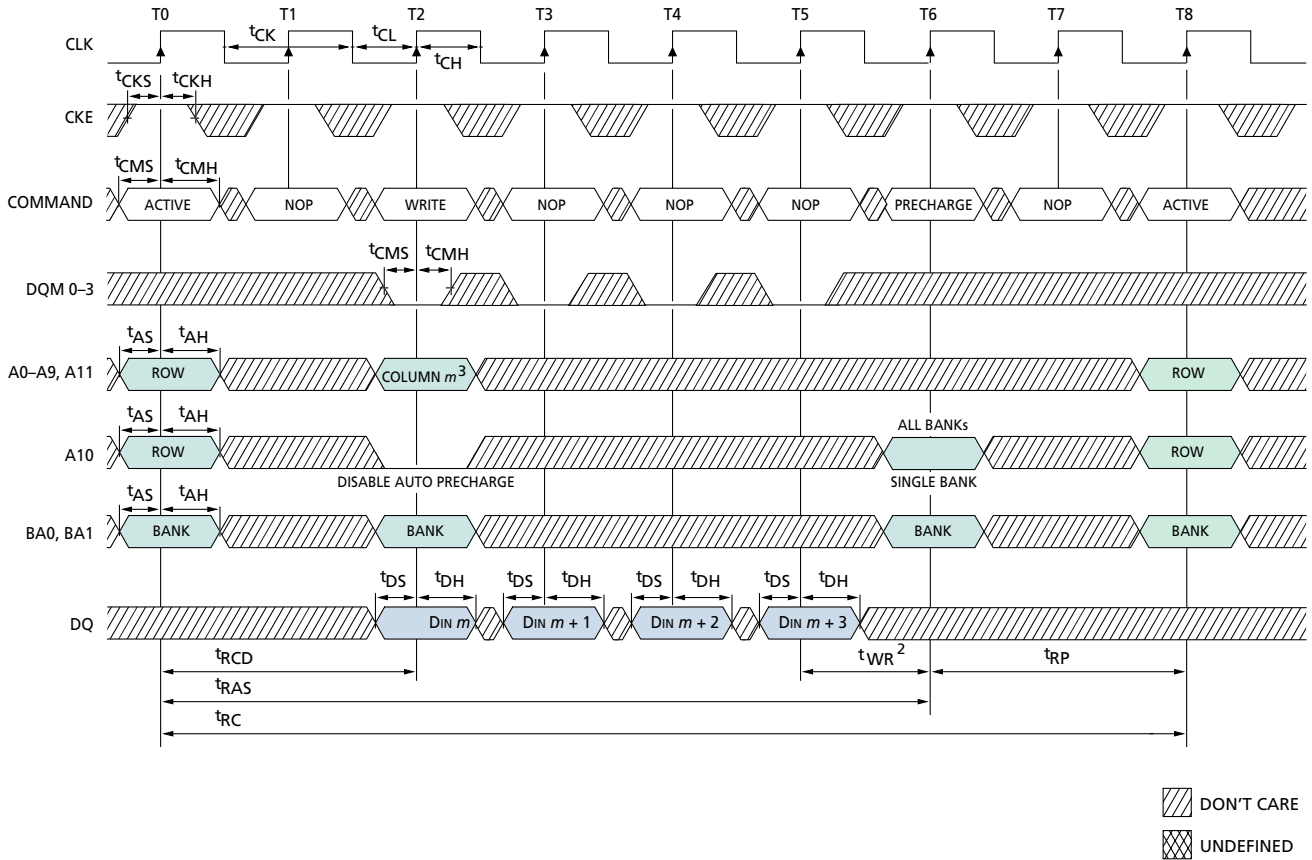 T0 T1 T2 T3 T4 T5 T6 T7 T8
CLK tCK tCL tCH
tCKS tCKH
CKE
tCMS tCMH
COMMAND ACTIVE NOP WRITE NOP NOP NOP PRECHARGE NOP ACTIVE
tCMS tCMH
DQM 0–3
tAS tAH
A0–A9, A11 ROW COLUMN m3 ROW
tAS tAH ALL BANKs
A10 ROW ROW
DISABLE AUTO PRECHARGE SINGLE BANK
tAS tAH
BA0, BA1 BANK BANK BANK BANK
tDS tDH tDS tDH tDS tDH tDS tDH
DQ DIN m DIN m + 1 DIN m + 2 DIN m + 3
tRCD tWR2 tRP
tRAS
tRC
DON'T CARE
UNDEFINED